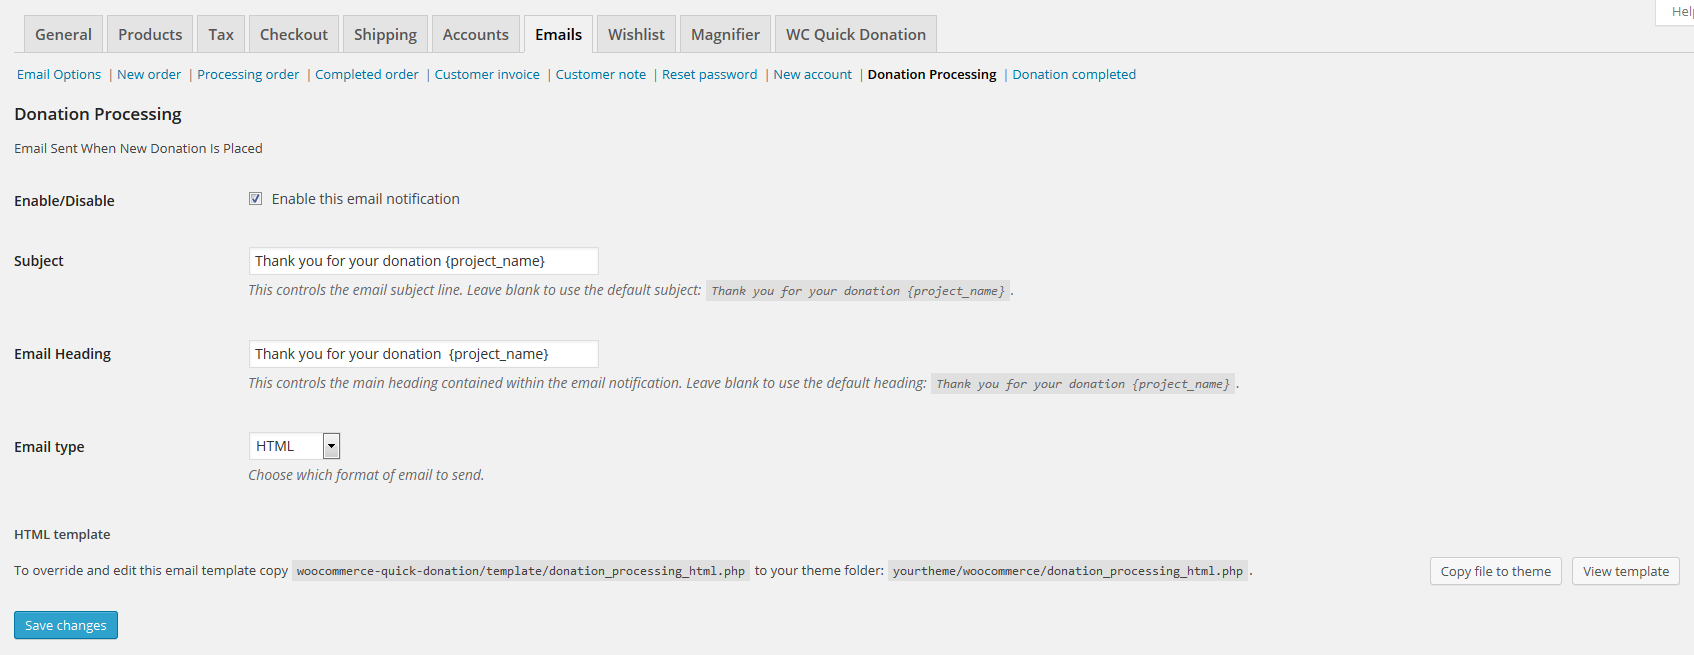 Help
General Products Tax Checkout Shipping Accounts Emails Wishlist Magnifier WC Quick Donation
Email Options | New order | Processing order | Completed order | Customer invoice | Customer note | Reset password | New account | Donation Processing | Donation completed
Donation Processing
Email Sent When New Donation Is Placed
Enable/Disable Enable this email notification
Subject Thank you for your donation {project_name}
This controls the email subject line. Leave blank to use the default subject: Thank you for your donation {project_name}.
Email Heading Thank you for your donation  {project_name}
This controls the main heading contained within the email notification. Leave blank to use the default heading: Thank you for your donation {project_name}.
Email type HTML
Choose which format of email to send.
HTML template
To override and edit this email template copy woocommerce-quick-donation/template/donation_processing_html.php to your theme folder: yourtheme/woocommerce/donation_processing_html.php. Copy file to theme View template
Save changes